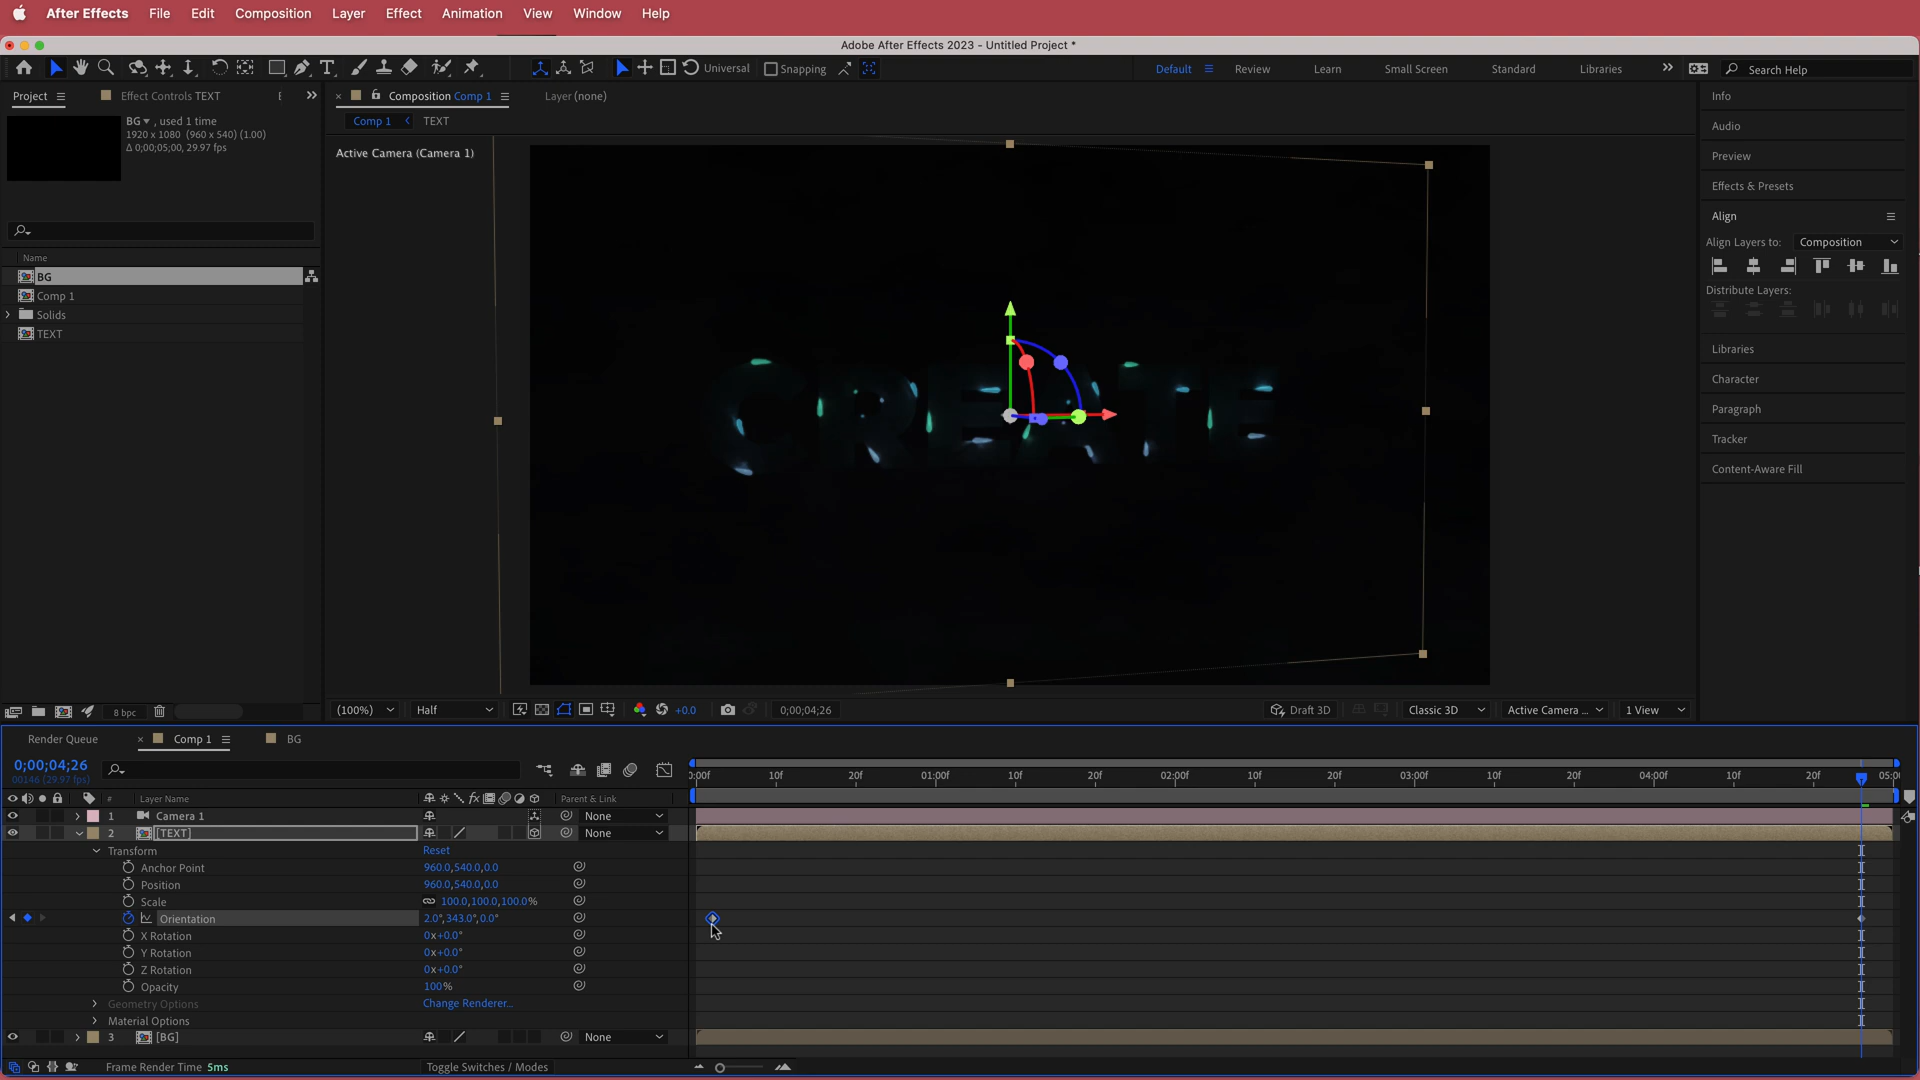 After Effects File Edit Composition Layer Effect Animation View Window Help
Adobe After Effects 2023 - Untitled Project *
Universal Snapping Default Review Learn Small Screen Standard Libraries Search Help
Project Effect Controls TEXT
Composition Comp 1 Layer (none)
Comp 1 TEXT
BG , used 1 time
1920 x 1080 (960 x 540) (1.00)
Δ 0;00;05;00, 29.97 fps
Active Camera (Camera 1)
Name
BG
Comp 1
Solids
TEXT
8 bpc
CREATE
Info
Audio
Preview
Effects & Presets
Align
Align Layers to: Composition
Distribute Layers:
Libraries
Character
Paragraph
Tracker
Content-Aware Fill
(100%) Half +0.0 0;00;04;26 Draft 3D Classic 3D Active Camera ... 1 View
Render Queue Comp 1 BG
0;00;04;26
00146 (29.97 fps)
0:00f 10f 20f 01:00f 10f 20f 02:00f 10f 20f 03:00f 10f 20f 04:00f 10f 20f 05:0
# Layer Name fx Parent & Link
1 Camera 1 None
2 [TEXT] None
Transform Reset
Anchor Point 960.0,540.0,0.0
Position 960.0,540.0,0.0
Scale 100.0,100.0,100.0%
Orientation 2.0°,343.0°,0.0°
X Rotation 0x+0.0°
Y Rotation 0x+0.0°
Z Rotation 0x+0.0°
Opacity 100%
Geometry Options Change Renderer...
Material Options
3 [BG] None
Frame Render Time 5ms Toggle Switches / Modes